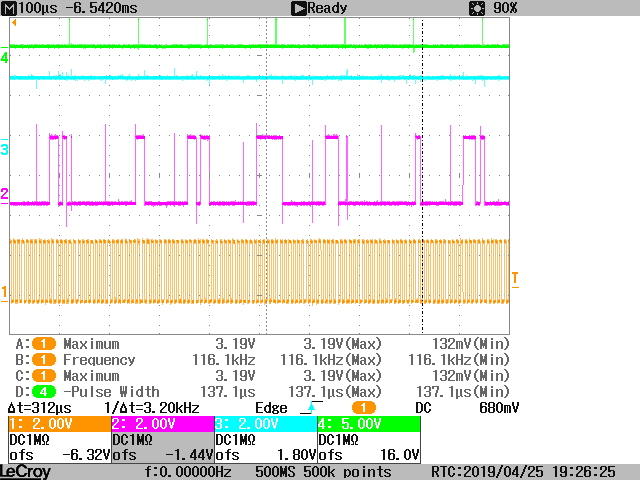 M 100µs -6.5420ms Ready 90%
4
3
2
1
T
A: 1 Maximum 3.19V 3.19V(Max) 132mV(Min)
B: 1 Frequency 116.1kHz 116.1kHz(Max) 116.1kHz(Min)
C: 1 Maximum 3.19V 3.19V(Max) 132mV(Min)
D: 4 -Pulse Width 137.1µs 137.1µs(Max) 137.1µs(Min)
Δt=312µs 1/Δt=3.20kHz Edge 1 DC 680mV
1: 2.00V 2: 2.00V 3: 2.00V 4: 5.00V
DC1MΩ DC1MΩ DC1MΩ DC1MΩ
ofs -6.32V ofs -1.44V ofs 1.80V ofs 16.0V
LeCroy f:0.00000Hz 500MS 500k points RTC:2019/04/25 19:26:25